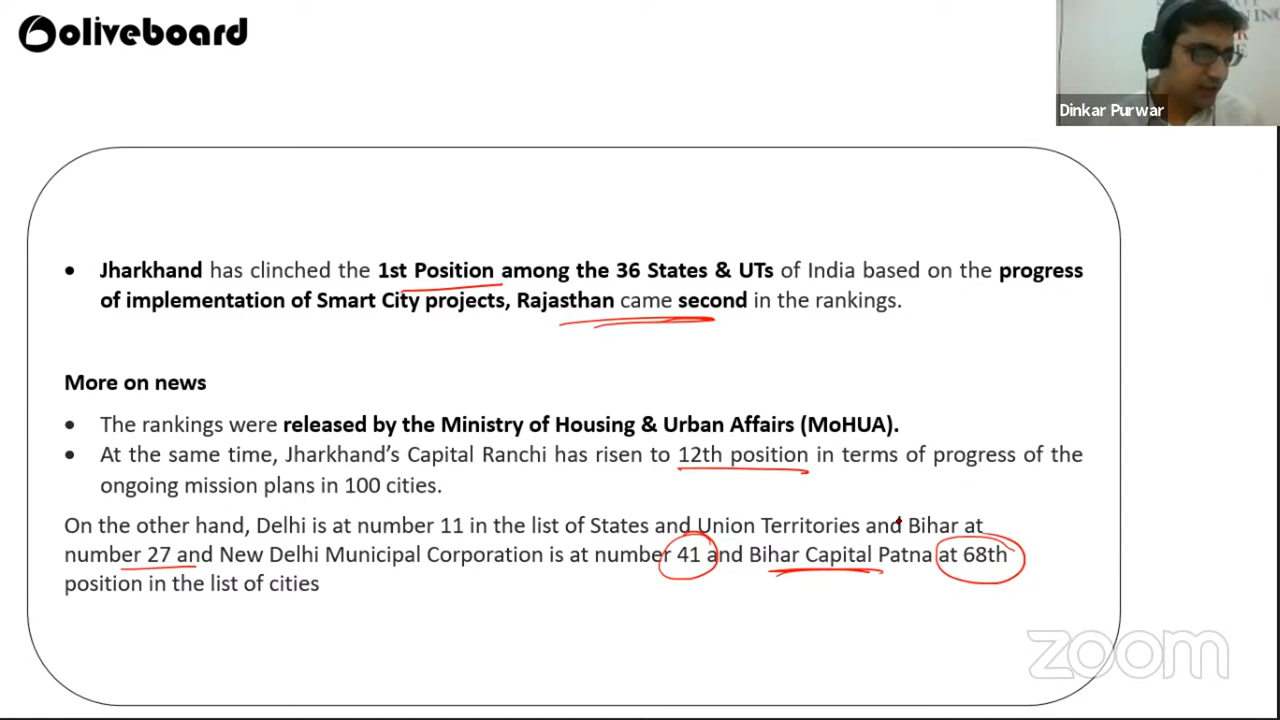 oliveboard
Dinkar Purwar
• Jharkhand has clinched the 1st Position among the 36 States & UTs of India based on the progress
of implementation of Smart City projects, Rajasthan came second in the rankings.
More on news
• The rankings were released by the Ministry of Housing & Urban Affairs (MoHUA).
• At the same time, Jharkhand’s Capital Ranchi has risen to 12th position in terms of progress of the
ongoing mission plans in 100 cities.
On the other hand, Delhi is at number 11 in the list of States and Union Territories and Bihar at
number 27 and New Delhi Municipal Corporation is at number 41 and Bihar Capital Patna at 68th
position in the list of cities
zoom